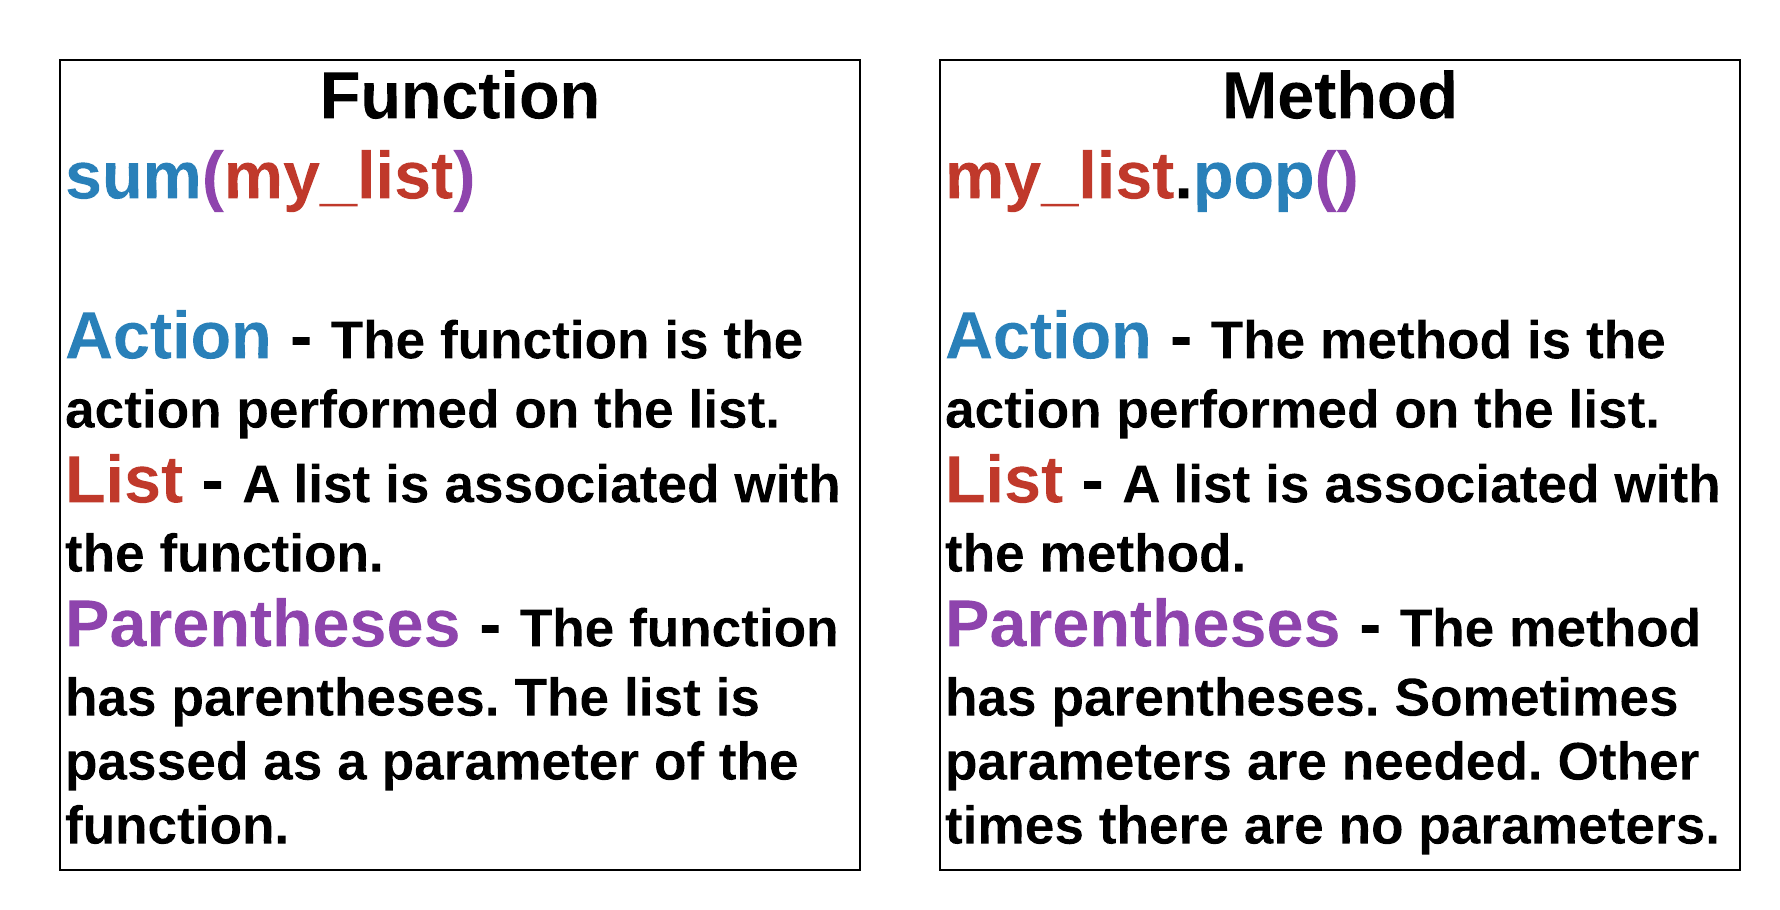 Function
sum(my_list)
Action - The function is the
action performed on the list.
List - A list is associated with
the function.
Parentheses - The function
has parentheses. The list is
passed as a parameter of the
function.
Method
my_list.pop()
Action - The method is the
action performed on the list.
List - A list is associated with
the method.
Parentheses - The method
has parentheses. Sometimes
parameters are needed. Other
times there are no parameters.